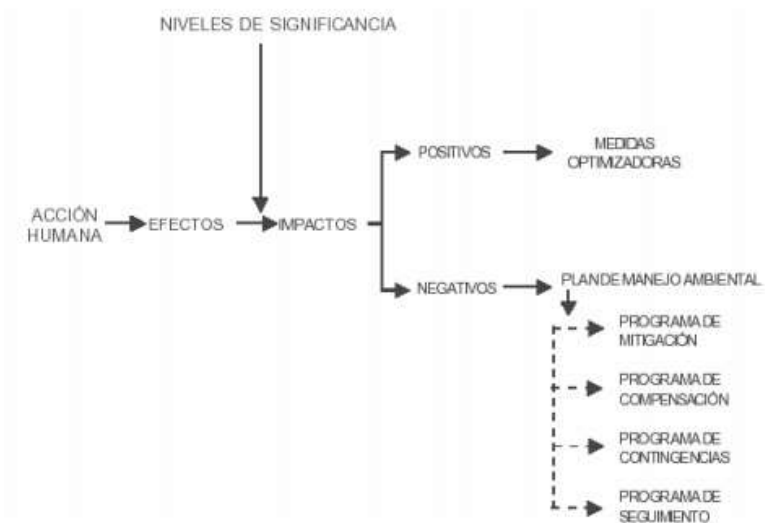 NIVELES DE SIGNIFICANCIA
POSITIVOS
MEDIDAS
OPTIMIZADORAS
ACCIÓN
HUMANA
EFECTOS
IMPACTOS
NEGATIVOS
PLAN DE MANEJO AMBIENTAL
PROGRAMA DE
MITIGACIÓN
PROGRAMA DE
COMPENSACIÓN
PROGRAMA DE
CONTINGENCIAS
PROGRAMA DE
SEGUIMIENTO